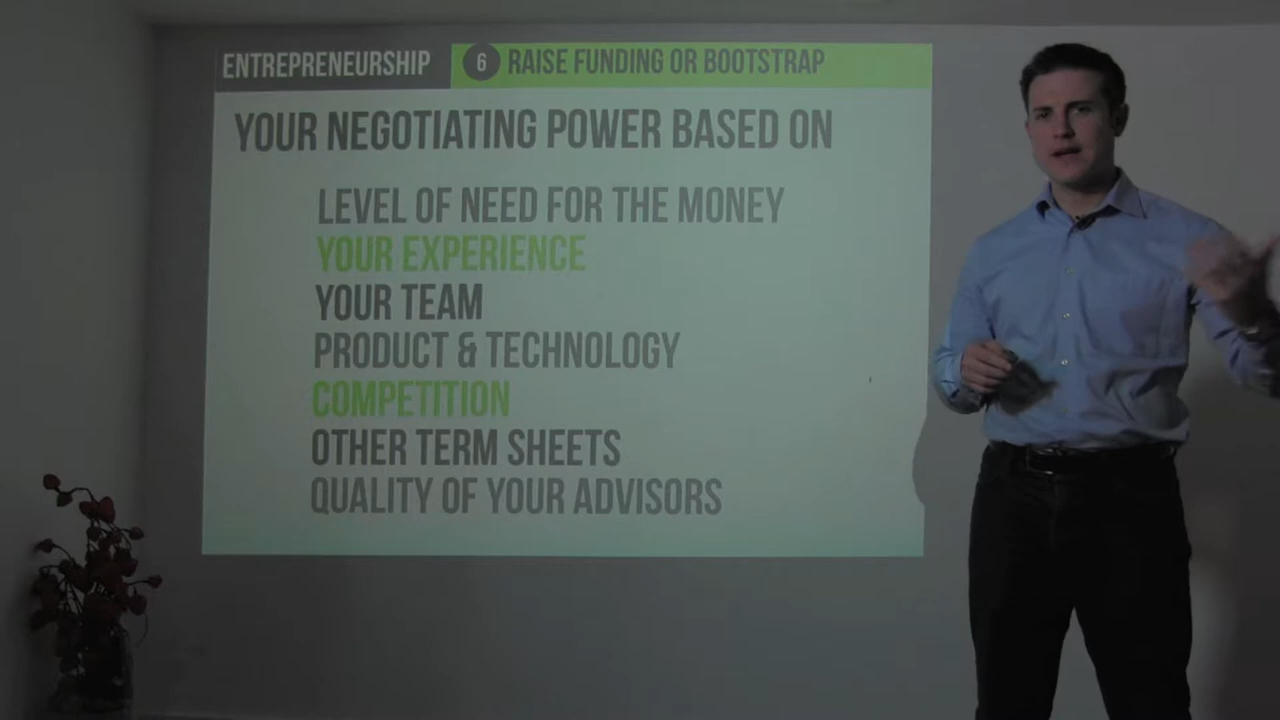 ENTREPRENEURSHIP
6 RAISE FUNDING OR BOOTSTRAP
YOUR NEGOTIATING POWER BASED ON
LEVEL OF NEED FOR THE MONEY
YOUR EXPERIENCE
YOUR TEAM
PRODUCT & TECHNOLOGY
COMPETITION
OTHER TERM SHEETS
QUALITY OF YOUR ADVISORS